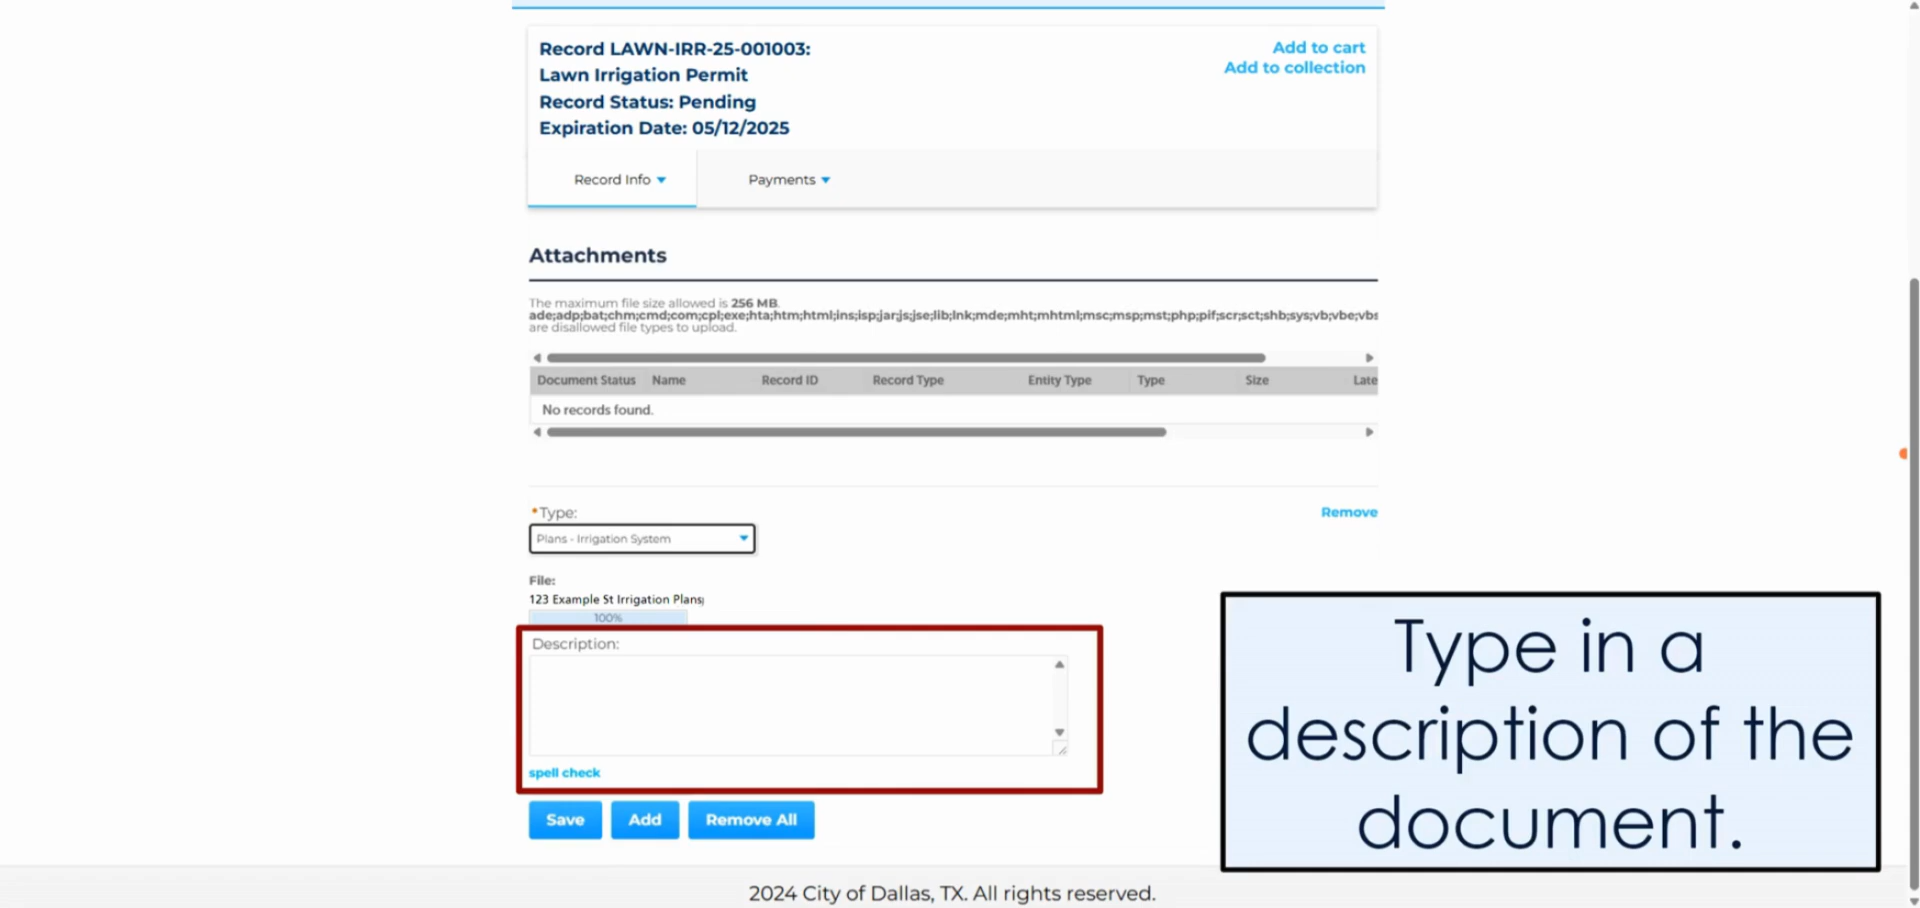 Record LAWN-IRR-25-001003:
Add to cart
Lawn Irrigation Permit
Add to collection
Record Status: Pending
Expiration Date: 05/12/2025
Record Info
Payments
Attachments
The maximum file size allowed is 256 MB.
ade;adp;bat;chm;cmd;com;cpl;exe;hta;htm;html;ins;isp;jar;js;jse;lib;lnk;mde;mht;mhtml;msc;msp;mst;php;pif;scr;sct;shb;sys;vb;vbe;vbs
are disallowed file types to upload.
Document Status Name Record ID Record Type Entity Type Type Size Late
No records found.
*Type:
Remove
Plans - Irrigation System
File:
123 Example St Irrigation Plans
100%
Description:
spell check
Save Add Remove All
Type in a
description of the
document.
2024 City of Dallas, TX. All rights reserved.